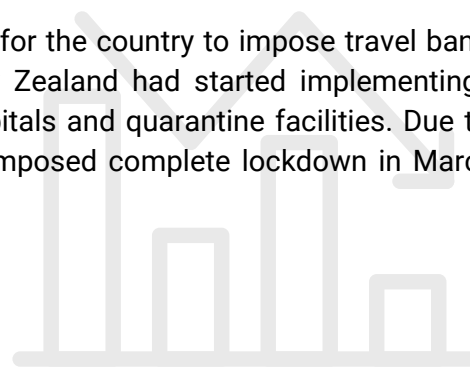 for the country to impose travel ban
Zealand had started implementing
itals and quarantine facilities. Due t
mposed complete lockdown in Marc